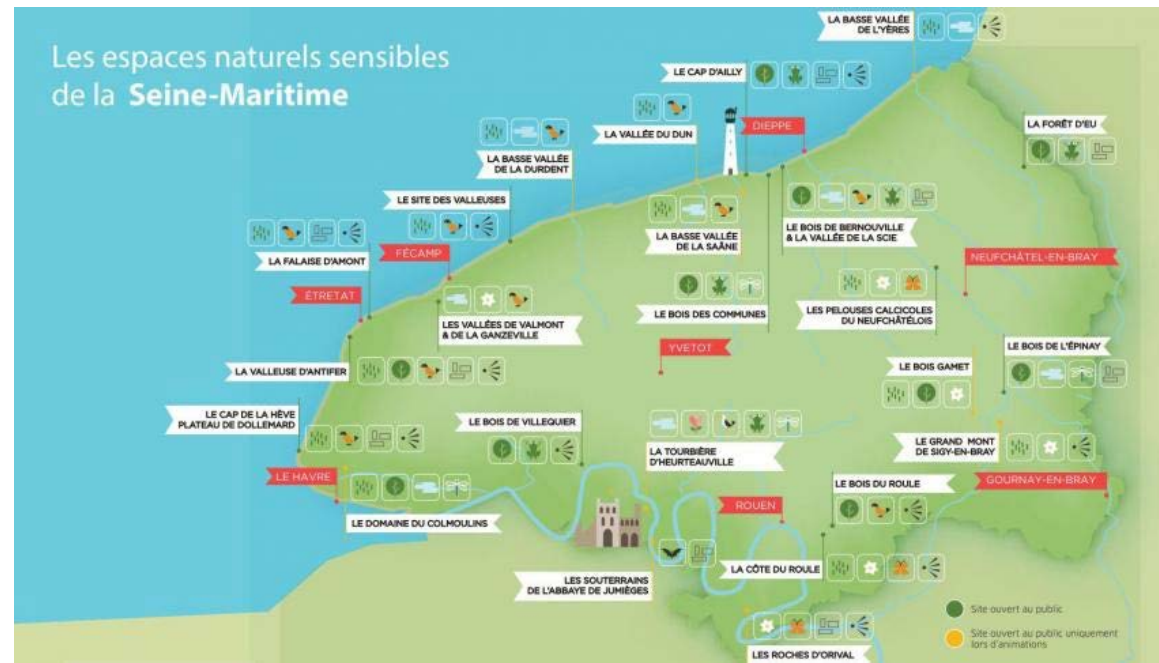 Les espaces naturels sensibles
de la Seine-Maritime
LA BASSE VALLÉE
DE L'YÈRES
LE CAP D'AILLY
LA VALLÉE DU DUN
DIEPPE
LA FORÊT D'EU
LA BASSE VALLÉE
DE LA DURDENT
LE SITE DES VALLEUSES
LA BASSE VALLÉE
DE LA SAÂNE
LE BOIS DE BERNOUVILLE
& LA VALLÉE DE LA SCIE
LA FALAISE D'AMONT
FÉCAMP
NEUFCHÂTEL-EN-BRAY
ÉTRETAT
LES VALLÉES DE VALMONT
& DE LA GANZEVILLE
LE BOIS DES COMMUNES
LES PELOUSES CALCICOLES
DU NEUFCHÂTELOIS
YVETOT
LE BOIS DE L'ÉPINAY
LA VALLEUSE D'ANTIFER
LE BOIS GAMET
LE CAP DE LA HÈVE
PLATEAU DE DOLLEMARD
LE BOIS DE VILLEQUIER
LA TOURBIÈRE
D'HEURTEAUVILLE
LE GRAND MONT
DE SIGY-EN-BRAY
LE HAVRE
LE BOIS DU ROULE
GOURNAY-EN-BRAY
ROUEN
LE DOMAINE DU COLMOULINS
LA CÔTE DU ROULE
LES SOUTERRAINS
DE L'ABBAYE DE JUMIÈGES
Site ouvert au public
Site ouvert au public uniquement
lors d'animations
LES ROCHES D'ORIVAL